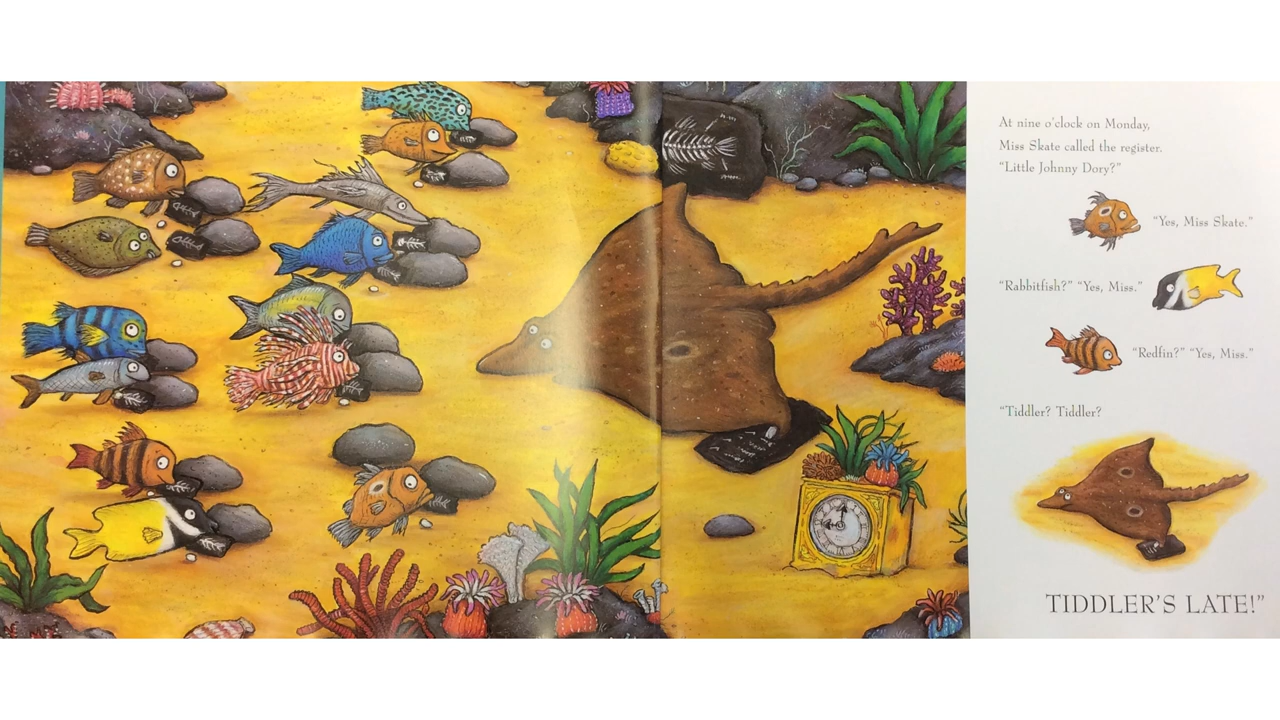 At nine o'clock on Monday,
Miss Skate called the register.
"Little Johnny Dory?"
"Yes, Miss Skate."
"Rabbitfish?" "Yes, Miss."
"Redfin?" "Yes, Miss."
"Tiddler? Tiddler?
TIDDLER'S LATE!"